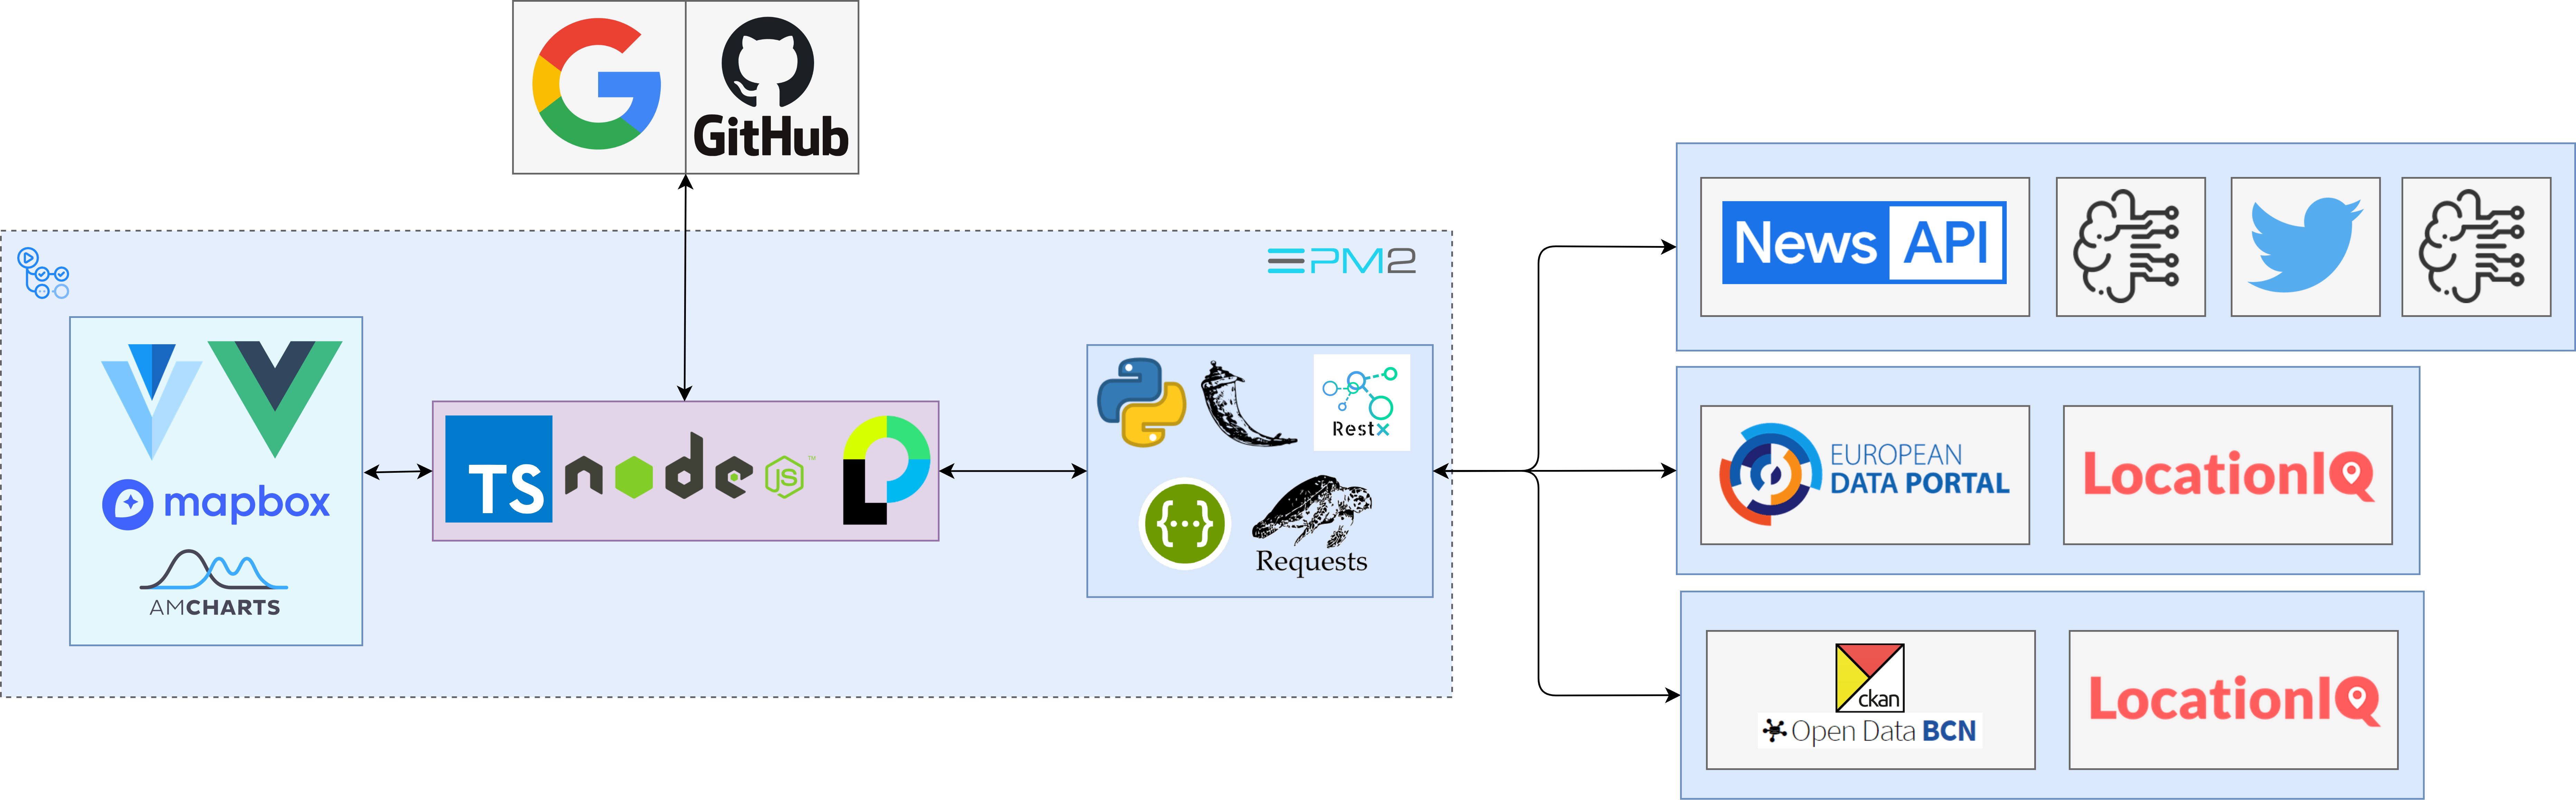 GitHub
PM2
News API
mapbox
AMCHARTS
TS
node
JS
TM
RestX
{...}
Requests
EUROPEAN
DATA PORTAL
LocationIQ
ckan
Open Data BCN
LocationIQ